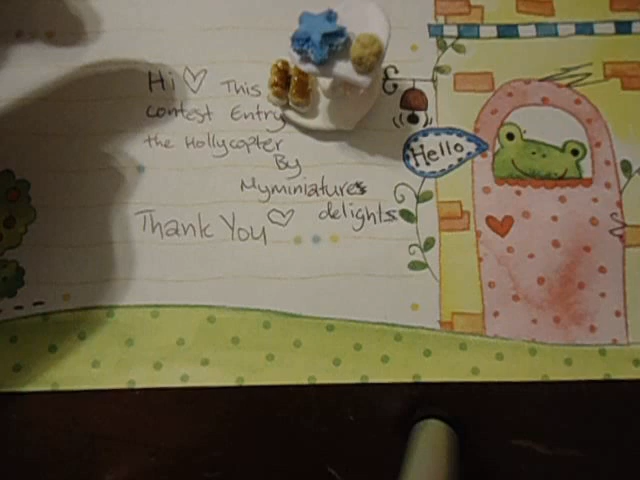 Hi ♡ This
contest Entry
the Hollycopter
By
Myminiatures
delights
Thank You ♡
Hello